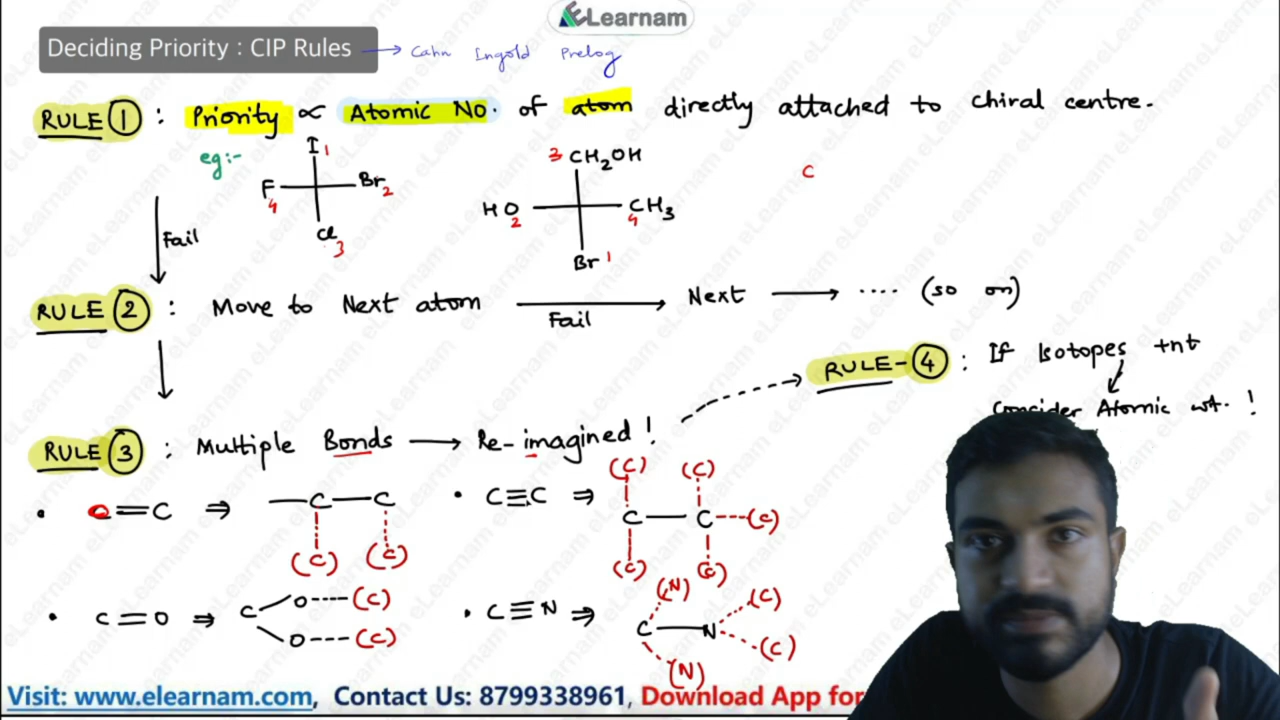 eLearnam
Deciding Priority : CIP Rules → Cahn Ingold Prelog
RULE 1 : Priority ∝ Atomic No. of atom directly attached to chiral centre.
eg:-
I 1
F 4
Br 2
Cl 3
3 CH2OH
HO 2
CH3 4
Br 1
C
Fail
RULE 2 : Move to Next atom
Fail
Next → .... (so on)
RULE-4 : If Isotopes +nt
Consider Atomic wt. !
RULE 3 : Multiple Bonds → Re-imagined !
• C=C ⇒ —C—C
(C) (C)
• C≡C ⇒ C—C
(C) (C)
(C)
(C) (C)
• C=O ⇒ C
O----(C)
O----(C)
• C≡N ⇒ C—N
(N) (C)
(C)
(N)
Visit: www.elearnam.com, Contact Us: 8799338961, Download App for